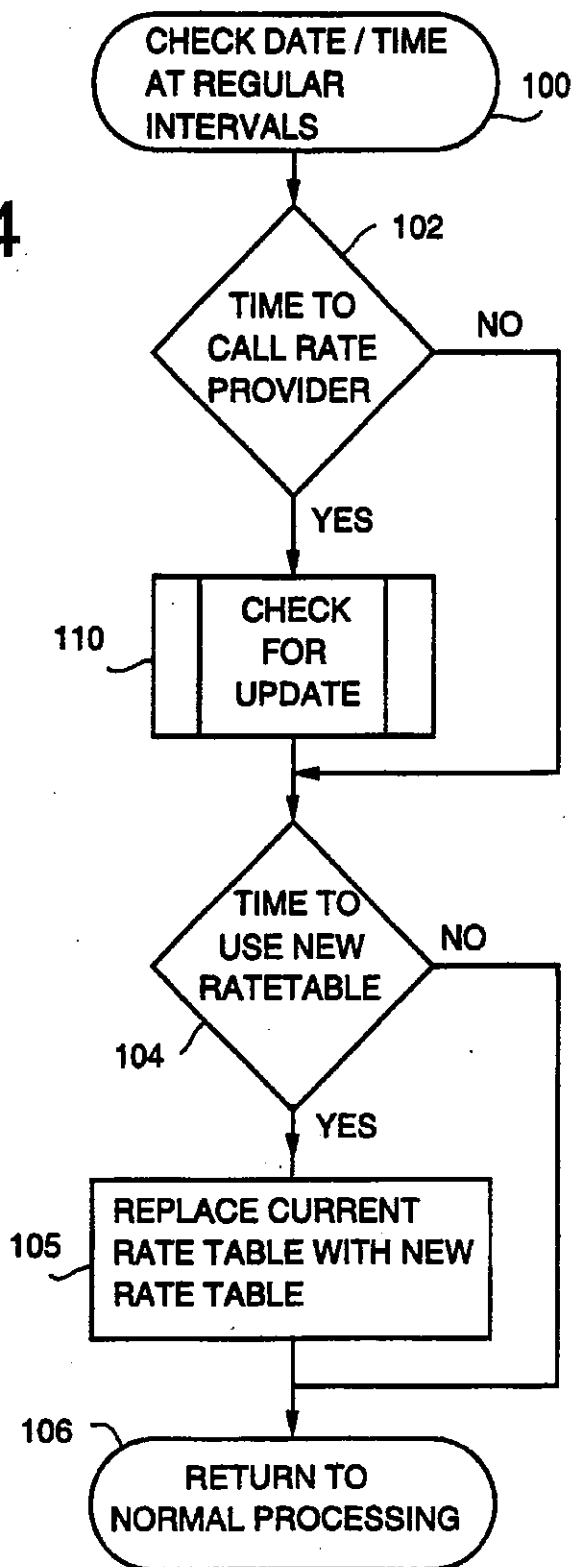 CHECK DATE / TIME
AT REGULAR
INTERVALS
100
4
102
TIME TO
CALL RATE
PROVIDER
NO
YES
110
CHECK
FOR
UPDATE
TIME TO
USE NEW
RATETABLE
NO
104
YES
105
REPLACE CURRENT
RATE TABLE WITH NEW
RATE TABLE
106
RETURN TO
NORMAL PROCESSING